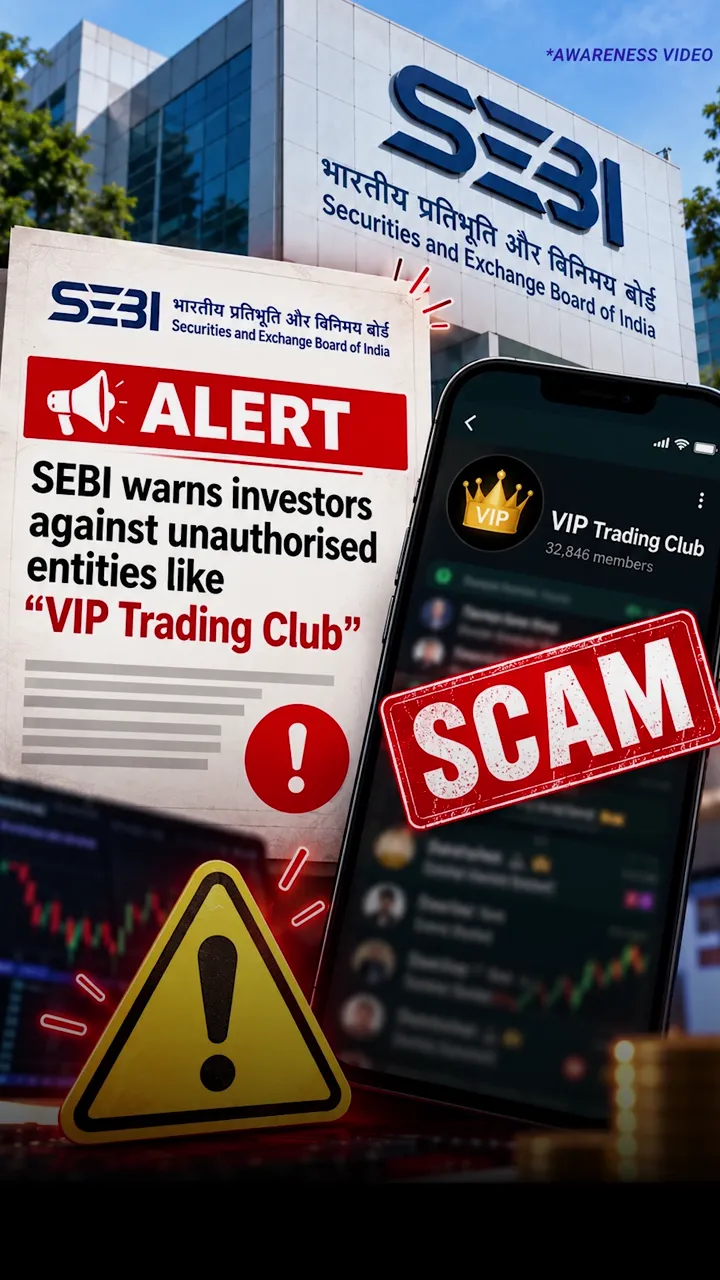 *AWARENESS VIDEO
SEBI
भारतीय प्रतिभूति और विनिमय बोर्ड
Securities and Exchange Board of India
SEBI
भारतीय प्रतिभूति और विनिमय बोर्ड
Securities and Exchange Board of India
ALERT
SEBI warns investors
against unauthorised
entities like
“VIP Trading Club”
VIP
VIP Trading Club
32,846 members
SCAM